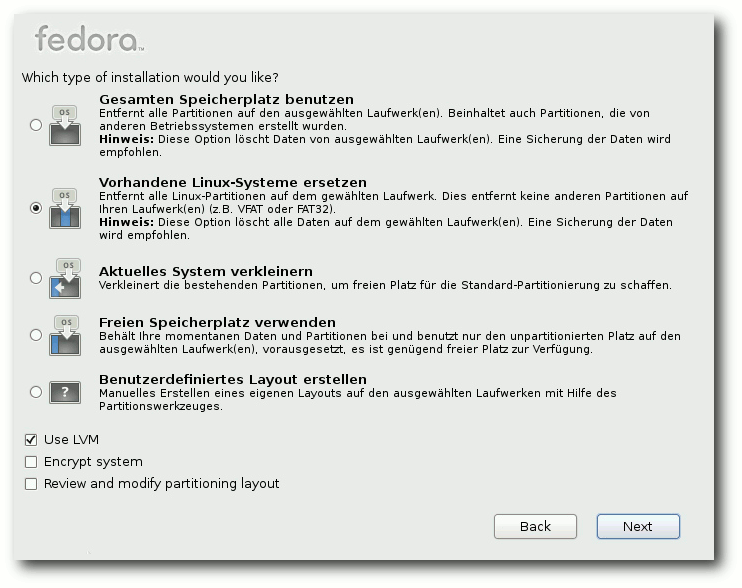 fedora™
Which type of installation would you like?
OS
Gesamten Speicherplatz benutzen
Entfernt alle Partitionen auf den ausgewählten Laufwerk(en). Beinhaltet auch Partitionen, die von
anderen Betriebssystemen erstellt wurden.
Hinweis: Diese Option löscht Daten von ausgewählten Laufwerk(en). Eine Sicherung der Daten wird
empfohlen.
OS
Vorhandene Linux-Systeme ersetzen
Entfernt alle Linux-Partitionen auf dem gewählten Laufwerk. Dies entfernt keine anderen Partitionen auf
Ihren Laufwerk(en) (z.B. VFAT oder FAT32).
Hinweis: Diese Option löscht alle Daten auf dem gewählten Laufwerk(en). Eine Sicherung der Daten
wird empfohlen.
OS
Aktuelles System verkleinern
Verkleinert die bestehenden Partitionen, um freien Platz für die Standard-Partitionierung zu schaffen.
OS
Freien Speicherplatz verwenden
Behält Ihre momentanen Daten und Partitionen bei und benutzt nur den unpartitionierten Platz auf den
ausgewählten Laufwerk(en), vorausgesetzt, es ist genügend freier Platz zur Verfügung.
?
Benutzerdefiniertes Layout erstellen
Manuelles Erstellen eines eigenen Layouts auf den ausgewählten Laufwerken mit Hilfe des
Partitionswerkzeuges.
Use LVM
Encrypt system
Review and modify partitioning layout
Back
Next